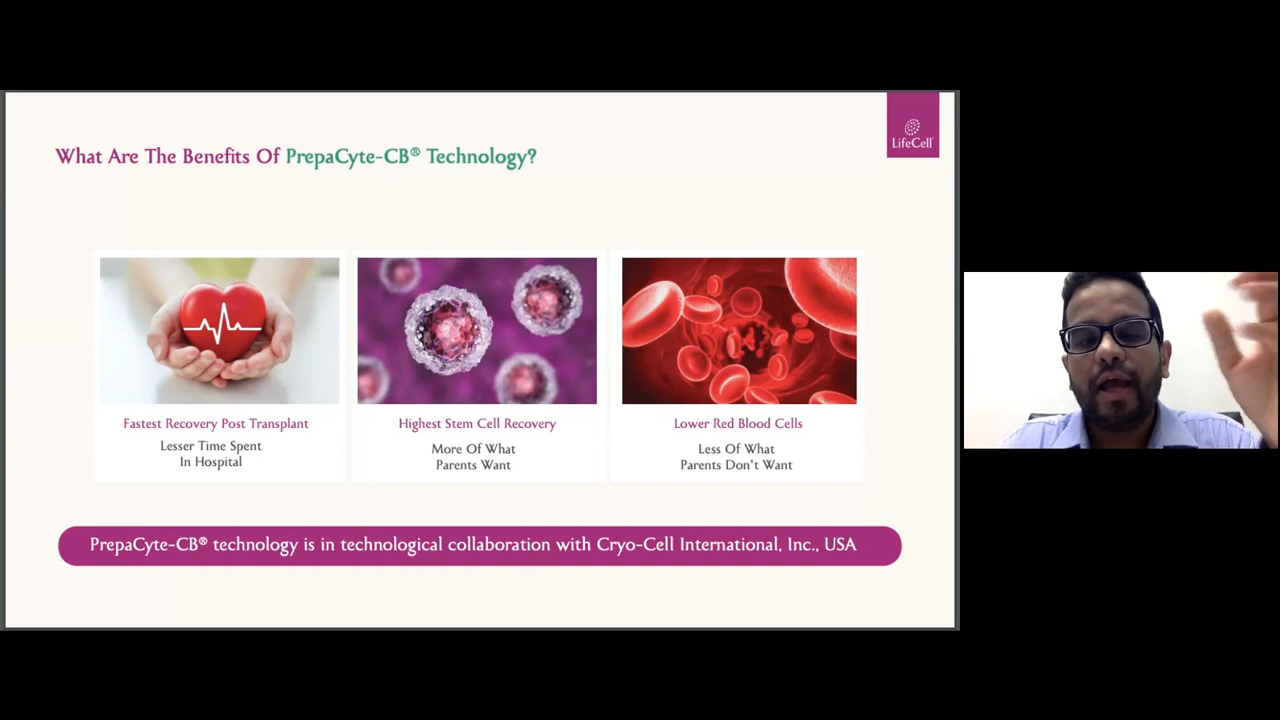 LifeCell
What Are The Benefits Of PrepaCyte-CB® Technology?
Fastest Recovery Post Transplant
Lesser Time Spent
In Hospital
Highest Stem Cell Recovery
More Of What
Parents Want
Lower Red Blood Cells
Less Of What
Parents Don't Want
PrepaCyte-CB® technology is in technological collaboration with Cryo-Cell International, Inc., USA